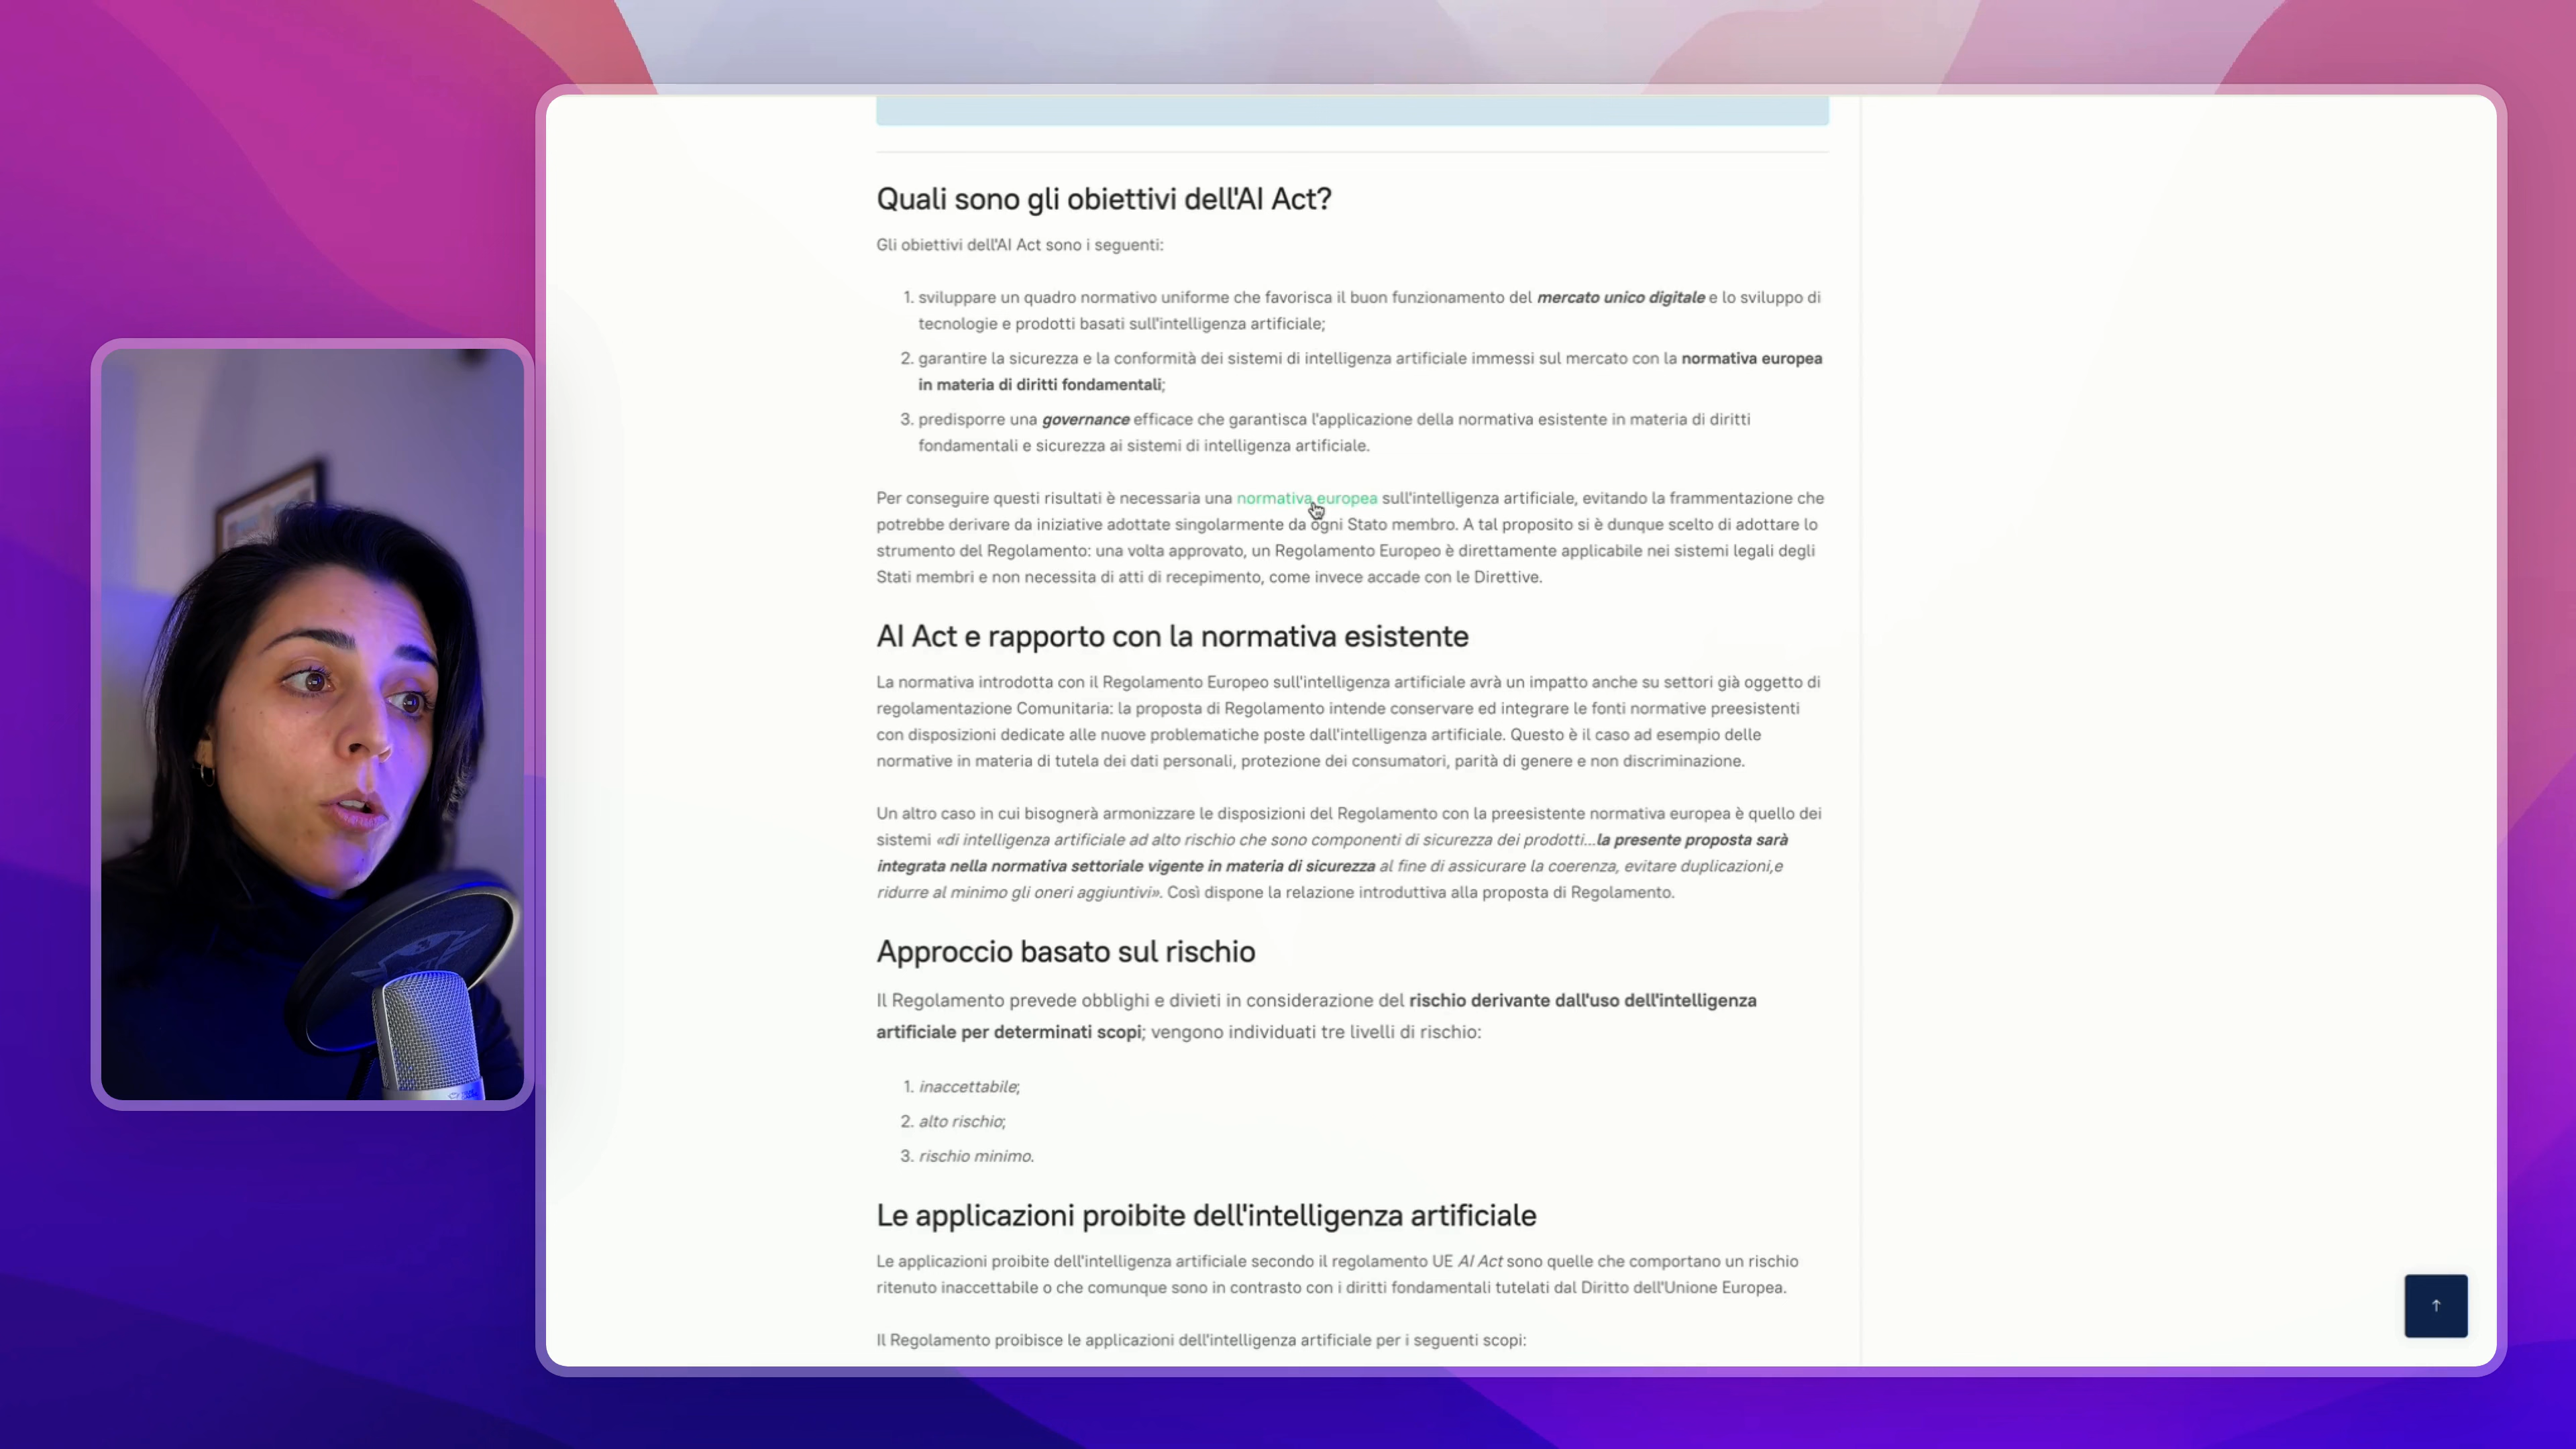 Quali sono gli obiettivi dell'AI Act?
Gli obiettivi dell'AI Act sono i seguenti:
1. sviluppare un quadro normativo uniforme che favorisca il buon funzionamento del mercato unico digitale e lo sviluppo di
tecnologie e prodotti basati sull'intelligenza artificiale;
2. garantire la sicurezza e la conformità dei sistemi di intelligenza artificiale immessi sul mercato con la normativa europea
in materia di diritti fondamentali;
3. predisporre una governance efficace che garantisca l'applicazione della normativa esistente in materia di diritti
fondamentali e sicurezza ai sistemi di intelligenza artificiale.
Per conseguire questi risultati è necessaria una normativa europea sull'intelligenza artificiale, evitando la frammentazione che
potrebbe derivare da iniziative adottate singolarmente da ogni Stato membro. A tal proposito si è dunque scelto di adottare lo
strumento del Regolamento: una volta approvato, un Regolamento Europeo è direttamente applicabile nei sistemi legali degli
Stati membri e non necessita di atti di recepimento, come invece accade con le Direttive.
AI Act e rapporto con la normativa esistente
La normativa introdotta con il Regolamento Europeo sull'intelligenza artificiale avrà un impatto anche su settori già oggetto di
regolamentazione Comunitaria: la proposta di Regolamento intende conservare ed integrare le fonti normative preesistenti
con disposizioni dedicate alle nuove problematiche poste dall'intelligenza artificiale. Questo è il caso ad esempio delle
normative in materia di tutela dei dati personali, protezione dei consumatori, parità di genere e non discriminazione.
Un altro caso in cui bisognerà armonizzare le disposizioni del Regolamento con la preesistente normativa europea è quello dei
sistemi «di intelligenza artificiale ad alto rischio che sono componenti di sicurezza dei prodotti...la presente proposta sarà
integrata nella normativa settoriale vigente in materia di sicurezza al fine di assicurare la coerenza, evitare duplicazioni,e
ridurre al minimo gli oneri aggiuntivi». Così dispone la relazione introduttiva alla proposta di Regolamento.
Approccio basato sul rischio
Il Regolamento prevede obblighi e divieti in considerazione del rischio derivante dall'uso dell'intelligenza
artificiale per determinati scopi; vengono individuati tre livelli di rischio:
1. inaccettabile;
2. alto rischio;
3. rischio minimo.
Le applicazioni proibite dell'intelligenza artificiale
Le applicazioni proibite dell'intelligenza artificiale secondo il regolamento UE AI Act sono quelle che comportano un rischio
ritenuto inaccettabile o che comunque sono in contrasto con i diritti fondamentali tutelati dal Diritto dell'Unione Europea.
Il Regolamento proibisce le applicazioni dell'intelligenza artificiale per i seguenti scopi: